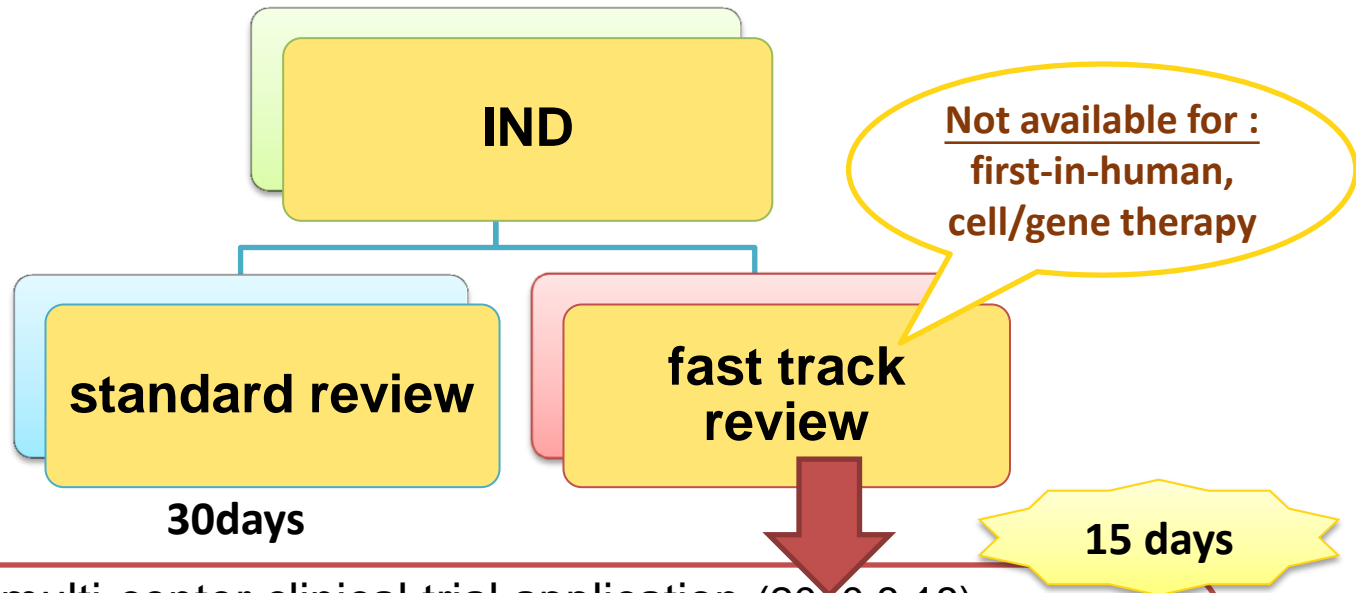 IND
Not available for :
first-in-human,
cell/gene therapy
standard review
fast track
review
30days
15 days
multi-center clinical trial application